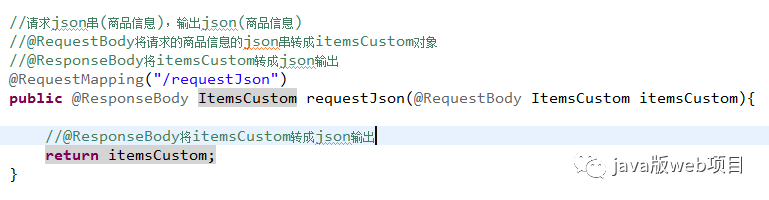 //请求json串(商品信息)，输出json(商品信息)
//@RequestBody将请求的商品信息的json串转成itemsCustom对象
//@ResponseBody将itemsCustom转成json输出
@RequestMapping("/requestJson")
public @ResponseBody ItemsCustom requestJson(@RequestBody ItemsCustom itemsCustom){
//@ResponseBody将itemsCustom转成json输出
return itemsCustom;
}
java版web项目